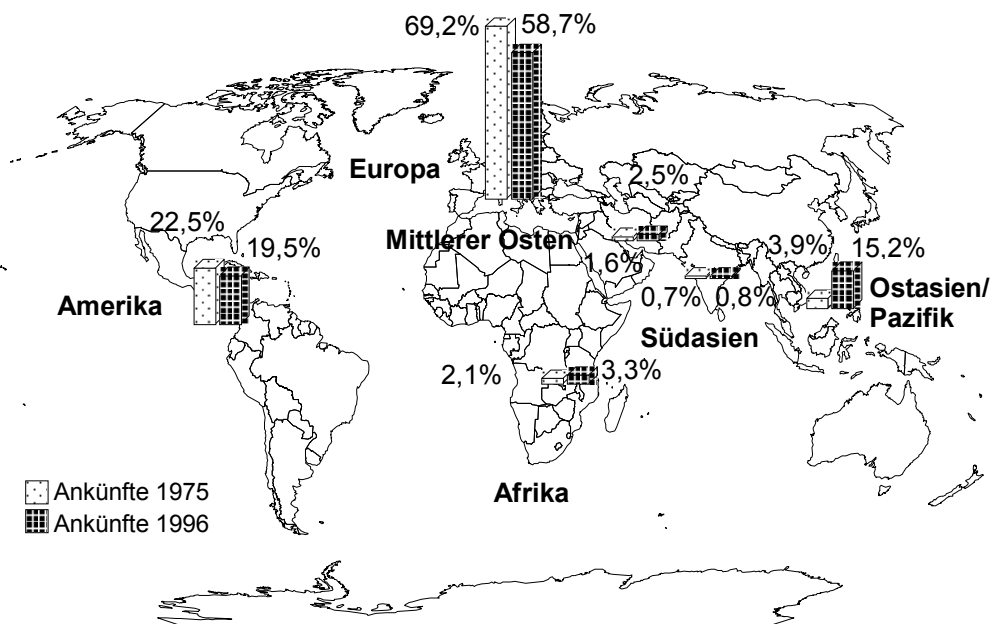 69,2%
58,7%
Europa
2,5%
22,5%
19,5%
Mittlerer Osten
1,6%
3,9%
15,2%
Amerika
0,7%
0,8%
Ostasien/
Pazifik
Südasien
2,1%
3,3%
Afrika
Ankünfte 1975
Ankünfte 1996